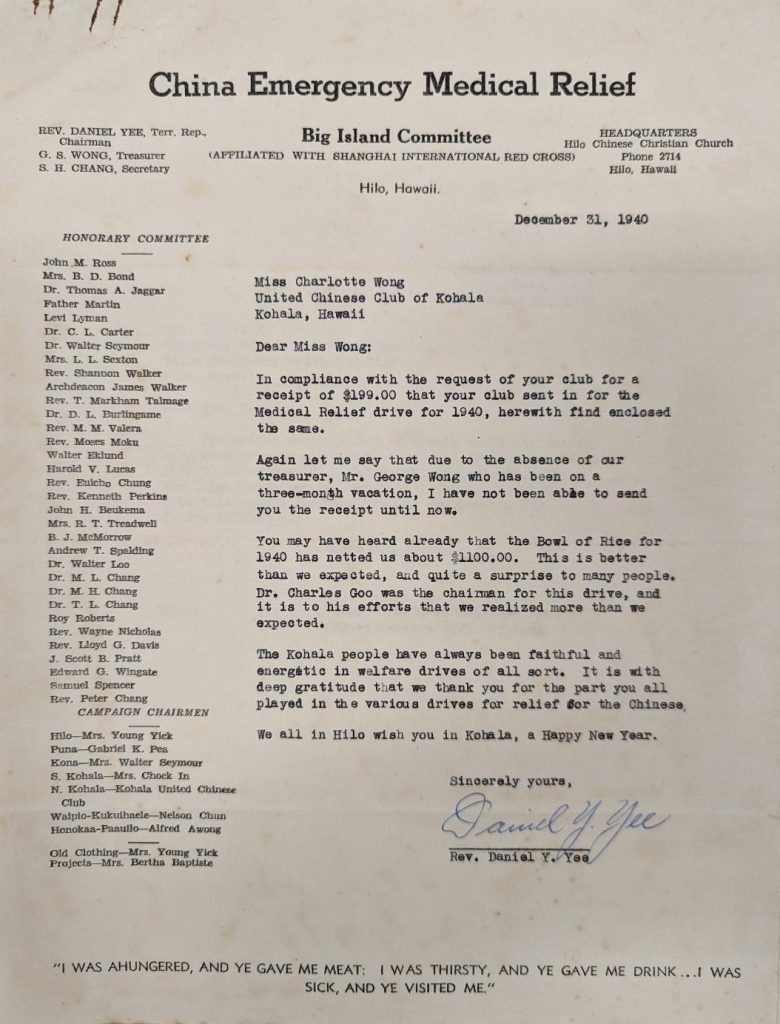 China Emergency Medical Relief
REV. DANIEL YEE, Terr. Rep.,
Chairman
G. S. WONG, Treasurer
S. H. CHANG, Secretary
Big Island Committee
(AFFILIATED WITH SHANGHAI INTERNATIONAL RED CROSS)
Hilo, Hawaii.
HEADQUARTERS
Hilo Chinese Christian Church
Phone 2714
Hilo, Hawaii
December 31, 1940
HONORARY COMMITTEE
John M. Ross
Mrs. B. D. Bond
Dr. Thomas A. Jaggar
Father Martin
Levi Lyman
Dr. C. L. Carter
Dr. Walter Seymour
Mrs. L. L. Sexton
Rev. Shannon Walker
Archdeacon James Walker
Rev. T. Markham Talmage
Dr. D. L. Burlingame
Rev. M. M. Valera
Rev. Moses Moku
Walter Eklund
Harold V. Lucas
Rev. Euicho Chung
Rev. Kenneth Perkins
John H. Beukema
Mrs. R. T. Treadwell
B. J. McMorrow
Andrew T. Spalding
Dr. Walter Loo
Dr. M. L. Chang
Dr. M. H. Chang
Dr. T. L. Chang
Roy Roberts
Rev. Wayne Nicholas
Rev. Lloyd G. Davis
J. Scott B. Pratt
Edward G. Wingate
Samuel Spencer
Rev. Peter Chang
CAMPAIGN CHAIRMEN
Hilo—Mrs. Young Yick
Puna—Gabriel K. Pea
Kona—Mrs. Walter Seymour
S. Kohala—Mrs. Chock In
N. Kohala—Kohala United Chinese
Club
Waipio-Kukuihaele—Nelson Chun
Honokaa-Paauilo—Alfred Awong
Old Clothing—Mrs. Young Yick
Projects—Mrs. Bertha Baptiste
Miss Charlotte Wong
United Chinese Club of Kohala
Kohala, Hawaii
Dear Miss Wong:
In compliance with the request of your club for a
receipt of $199.00 that your club sent in for the
Medical Relief drive for 1940, herewith find enclosed
the same.
Again let me say that due to the absence of our
treasurer, Mr. George Wong who has been on a
three-month vacation, I have not been able to send
you the receipt until now.
You may have heard already that the Bowl of Rice for
1940 has netted us about $1100.00. This is better
than we expected, and quite a surprise to many people.
Dr. Charles Goo was the chairman for this drive, and
it is to his efforts that we realized more than we
expected.
The Kohala people have always been faithful and
energetic in welfare drives of all sort. It is with
deep gratitude that we thank you for the part you all
played in the various drives for relief for the Chinese.
We all in Hilo wish you in Kohala, a Happy New Year.
Sincerely yours,
Daniel Y. Yee
Rev. Daniel Y. Yee
"I WAS AHUNGERED, AND YE GAVE ME MEAT: I WAS THIRSTY, AND YE GAVE ME DRINK...I WAS
SICK, AND YE VISITED ME."